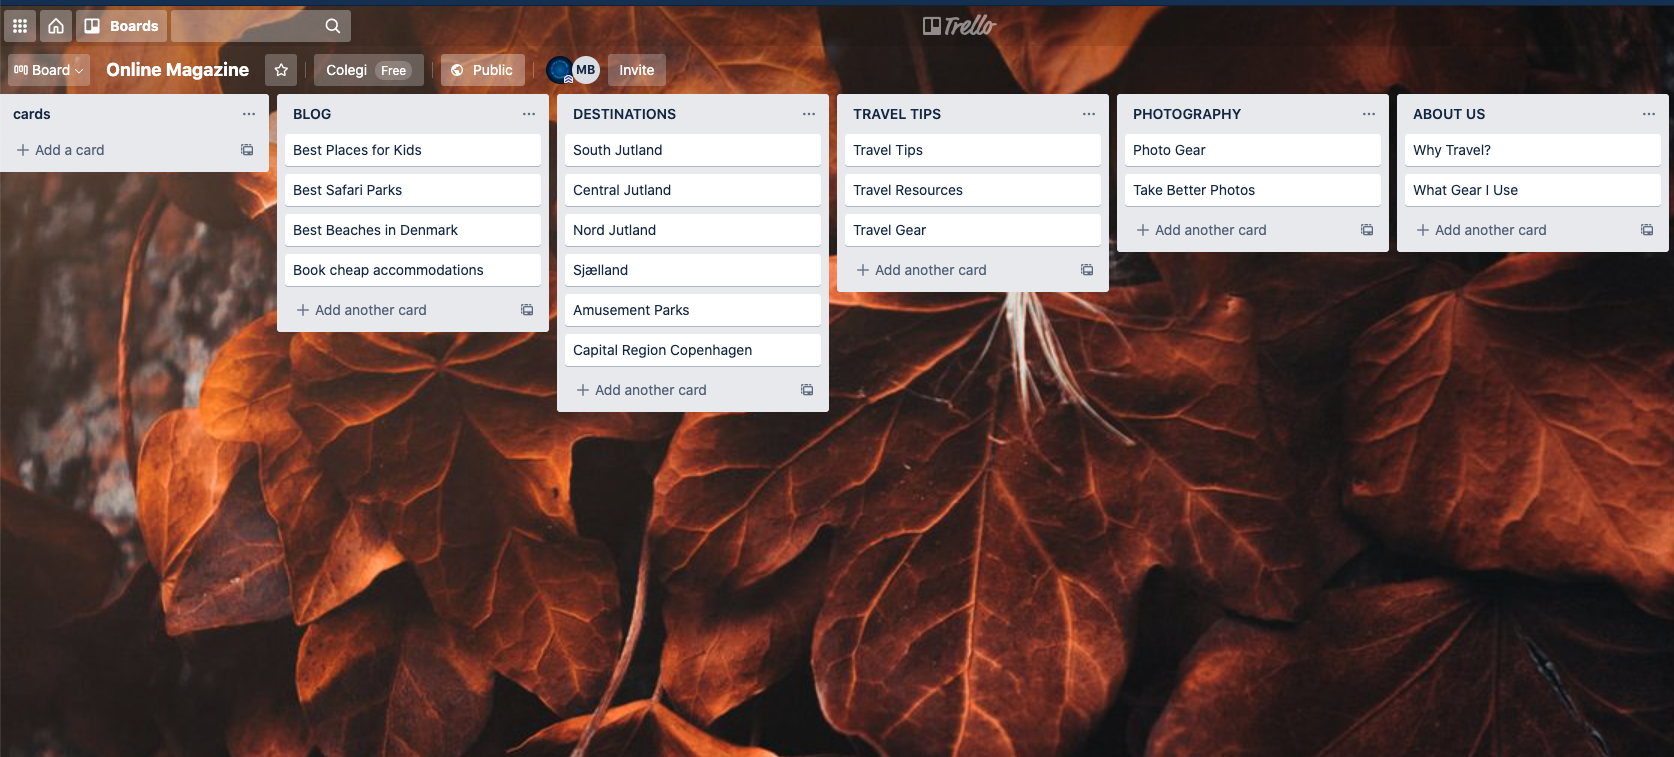 Boards
Trello
Board
Online Magazine
Colegi Free
Public
MB
Invite
cards
Add a card
BLOG
Best Places for Kids
Best Safari Parks
Best Beaches in Denmark
Book cheap accommodations
Add another card
DESTINATIONS
South Jutland
Central Jutland
Nord Jutland
Sjælland
Amusement Parks
Capital Region Copenhagen
Add another card
TRAVEL TIPS
Travel Tips
Travel Resources
Travel Gear
Add another card
PHOTOGRAPHY
Photo Gear
Take Better Photos
Add another card
ABOUT US
Why Travel?
What Gear I Use
Add another card